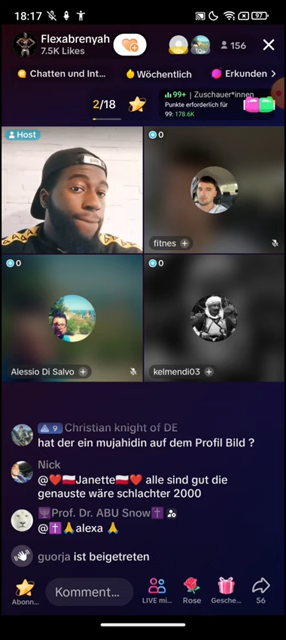 18:17
97
Flexabrenyah
7.5K Likes
156
Chatten und Int...
Wöchentlich
Erkunden
2/18
99+ | Zuschauer*innen
Punkte erforderlich für
99: 178.6K
Host
0
fitnes
0
Alessio Di Salvo
0
kelmendi03
9 Christian knight of DE
hat der ein mujahidin auf dem Profil Bild ?
Nick
@❤️🇵🇱Janette🇵🇱❤️ alle sind gut die
genauste wäre schlachter 2000
🕎Prof. Dr. ABU Snow✝️
@✝️🙏alexa 🙏
guorja ist beigetreten
Abonn...
Komment...
LIVE mi...
Rose
Gesche...
56